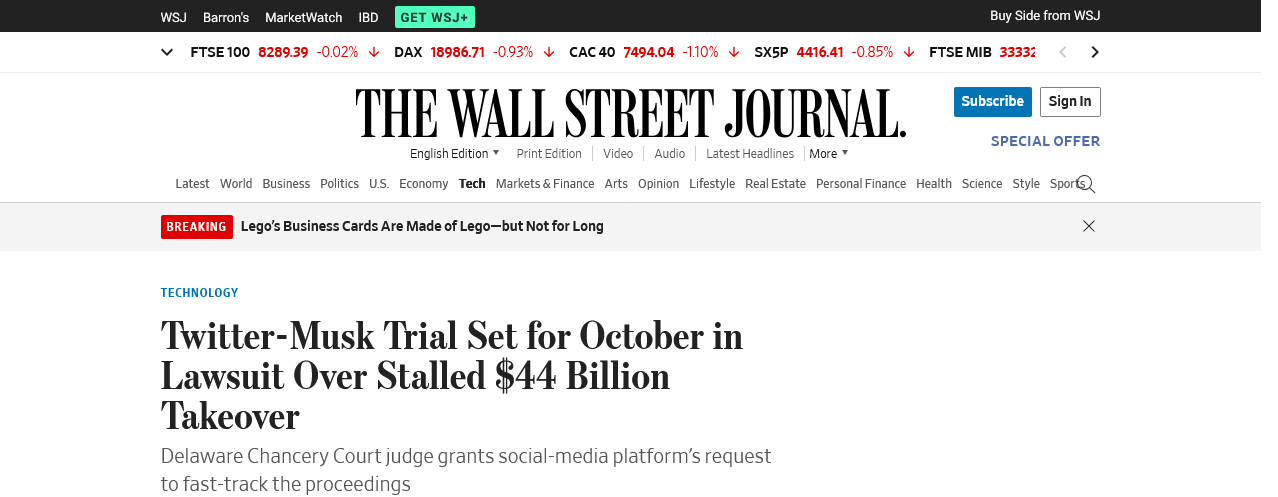 WSJ Barron's MarketWatch IBD GET WSJ+ Buy Side from WSJ
FTSE 100 8289.39 -0.02% DAX 18986.71 -0.93% CAC 40 7494.04 -1.10% SX5P 4416.41 -0.85% FTSE MIB 33332
THE WALL STREET JOURNAL.
Subscribe Sign In
SPECIAL OFFER
English Edition Print Edition Video Audio Latest Headlines More
Latest World Business Politics U.S. Economy Tech Markets & Finance Arts Opinion Lifestyle Real Estate Personal Finance Health Science Style Sports
BREAKING Lego's Business Cards Are Made of Lego—but Not for Long
TECHNOLOGY
Twitter-Musk Trial Set for October in
Lawsuit Over Stalled $44 Billion
Takeover
Delaware Chancery Court judge grants social-media platform's request
to fast-track the proceedings